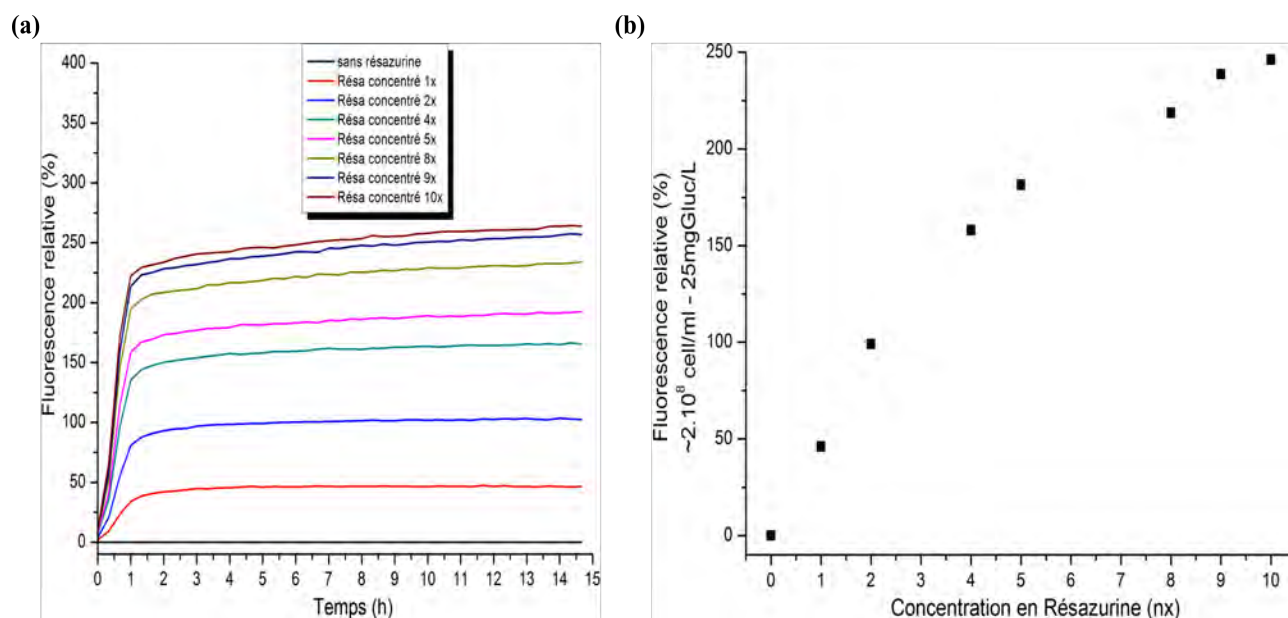 (a)
400
350
300
250
200
150
100
50
0
Fluorescence relative (%)
sans résazurine
Résa concentré 1x
Résa concentré 2x
Résa concentré 4x
Résa concentré 5x
Résa concentré 8x
Résa concentré 9x
Résa concentré 10x
0 1 2 3 4 5 6 7 8 9 10 11 12 13 14 15
Temps (h)
(b)
250
200
150
100
50
0
Fluorescence relative (%)
~2.10⁸ cell/ml - 25mgGluc/L
0 1 2 4 5 7 8 9 10
Concentration en Résazurine (nx)